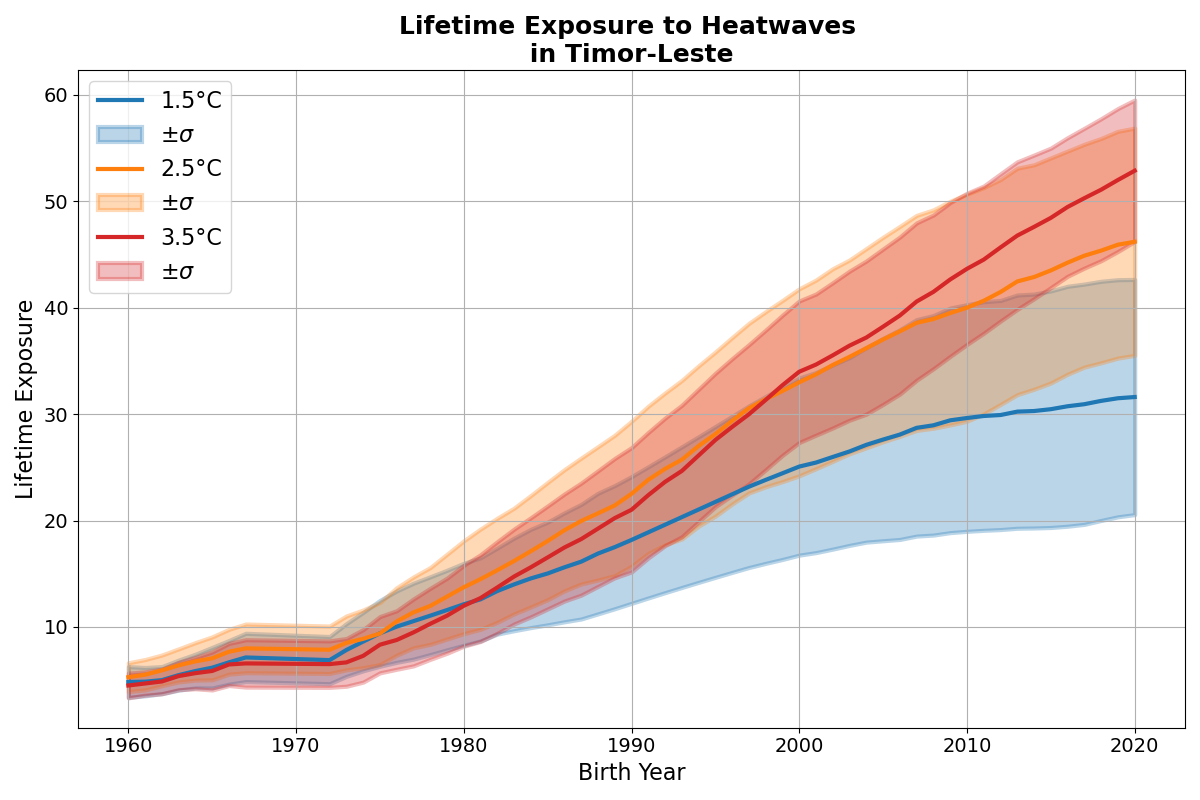 Lifetime Exposure to Heatwaves
in Timor-Leste
1.5°C
±σ
2.5°C
±σ
3.5°C
±σ
Lifetime Exposure
60
50
40
30
20
10
1960 1970 1980 1990 2000 2010 2020
Birth Year